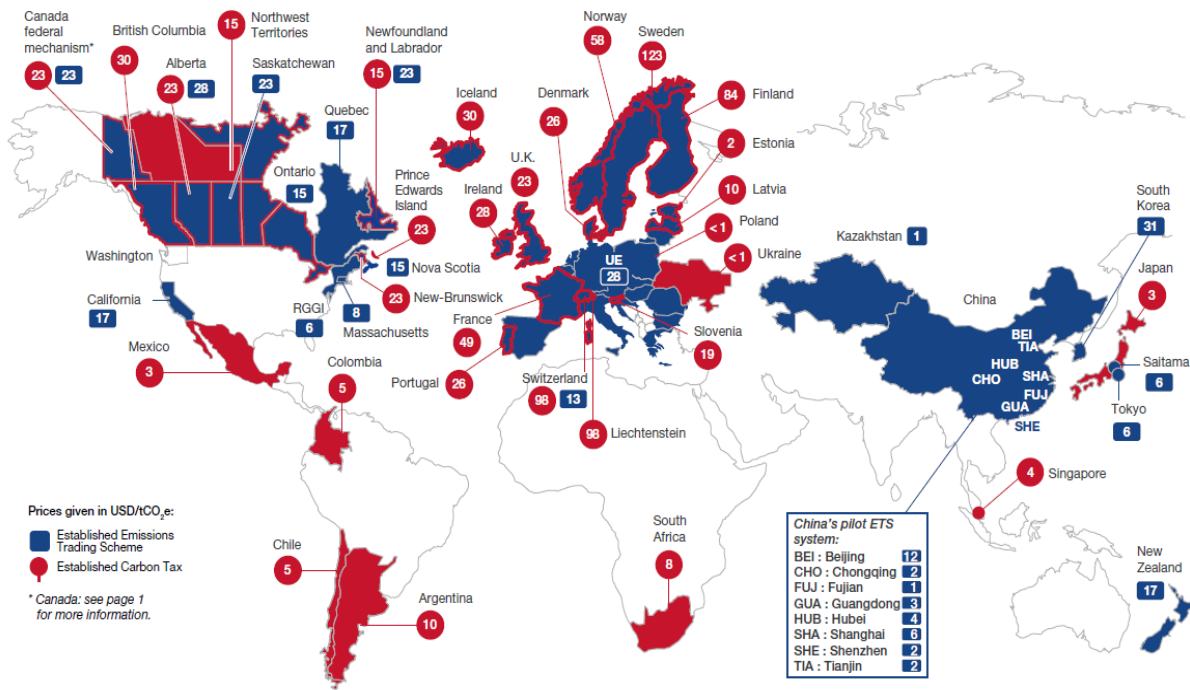 Canada federal
mechanism*
23 23
British Columbia
30
Northwest
Territories
15
Alberta
23 28
Saskatchewan
23
Newfoundland
and Labrador
15 23
Quebec
17
Ontario
15
Prince
Edwards
Island
23
Washington
California
17
RGGI
6
8
Massachusetts
15 Nova Scotia
23 New-Brunswick
Mexico
3
Colombia
5
Chile
5
Argentina
10
Iceland
30
Ireland
28
U.K.
23
Denmark
26
Norway
58
Sweden
123
84 Finland
2 Estonia
10 Latvia
<1 Poland
<1 Ukraine
UE
28
France
49
Portugal
26
Switzerland
98 13
98 Liechtenstein
Slovenia
19
South
Africa
8
Kazakhstan 1
China
BEI
TIA
HUB
CHO
SHA
FUJ
GUA
SHE
South
Korea
31
Japan
3
Saitama
6
Tokyo
6
4 Singapore
New
Zealand
17
Prices given in USD/tCO2e:
Established Emissions
Trading Scheme
Established Carbon Tax
* Canada: see page 1
for more information.
China's pilot ETS
system:
BEI : Beijing 12
CHO : Chongqing 2
FUJ : Fujian 1
GUA : Guangdong 3
HUB : Hubei 4
SHA : Shanghai 6
SHE : Shenzhen 2
TIA : Tianjin 2